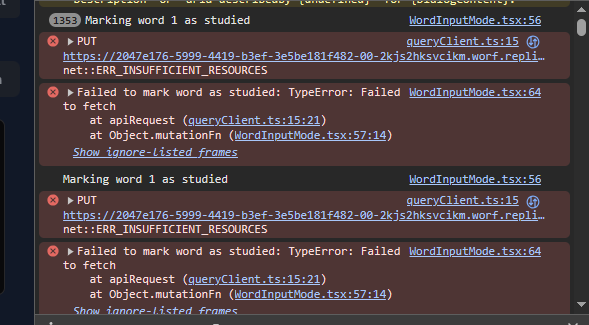 Description" or "aria-describedby={undefined}" for {DialogContent}.
1353 Marking word 1 as studied WordInputMode.tsx:56
PUT queryClient.ts:15
https://2047e176-5999-4419-b3ef-3e5be181f482-00-2kjs2hksvcikm.worf.repli…
net::ERR_INSUFFICIENT_RESOURCES
Failed to mark word as studied: TypeError: Failed WordInputMode.tsx:64
to fetch
at apiRequest (queryClient.ts:15:21)
at Object.mutationFn (WordInputMode.tsx:57:14)
Show ignore-listed frames
Marking word 1 as studied WordInputMode.tsx:56
PUT queryClient.ts:15
https://2047e176-5999-4419-b3ef-3e5be181f482-00-2kjs2hksvcikm.worf.repli…
net::ERR_INSUFFICIENT_RESOURCES
Failed to mark word as studied: TypeError: Failed WordInputMode.tsx:64
to fetch
at apiRequest (queryClient.ts:15:21)
at Object.mutationFn (WordInputMode.tsx:57:14)
Show ignore-listed frames